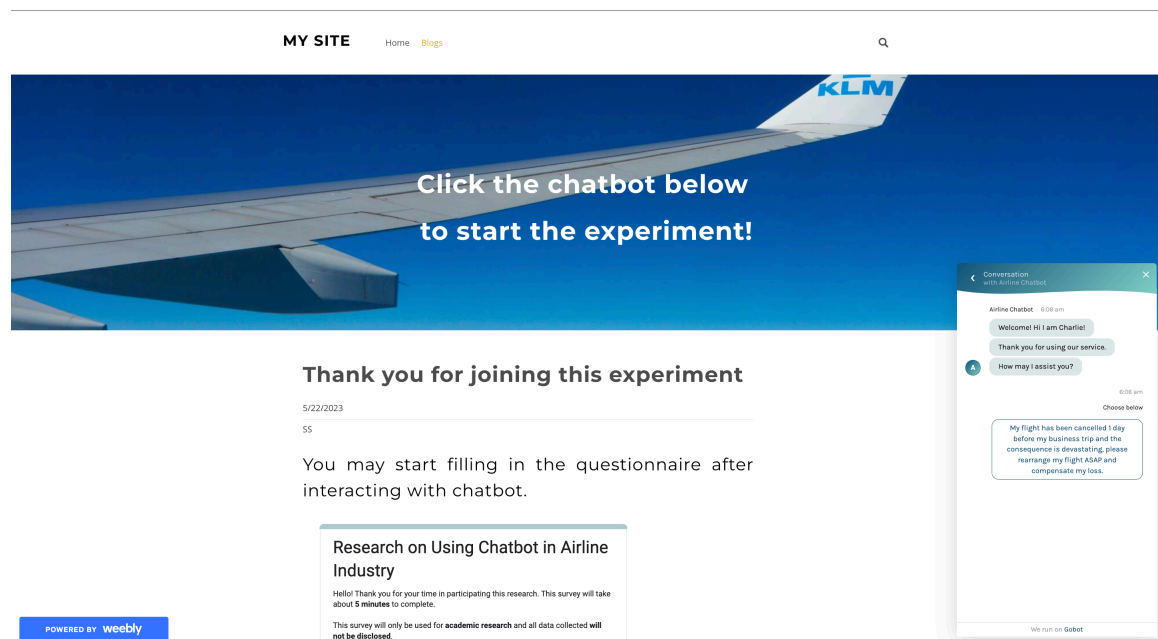 MY SITE
Home Blogs
KLM
Click the chatbot below
to start the experiment!
Conversation
with Airline Chatbot
Airline Chatbot · 6:06 am
Welcome! Hi I am Charlie!
Thank you for using our service.
A
How may I assist you?
6:06 am
Choose below
My flight has been cancelled 1 day
before my business trip and the
consequence is devastating, please
rearrange my flight ASAP and
compensate my loss.
We run on Gobot
Thank you for joining this experiment
5/22/2023
SS
You may start filling in the questionnaire after
interacting with chatbot.
Research on Using Chatbot in Airline
Industry
Hello! Thank you for your time in participating this research. This survey will take
about 5 minutes to complete.
This survey will only be used for academic research and all data collected will
not be disclosed.
POWERED BY weebly